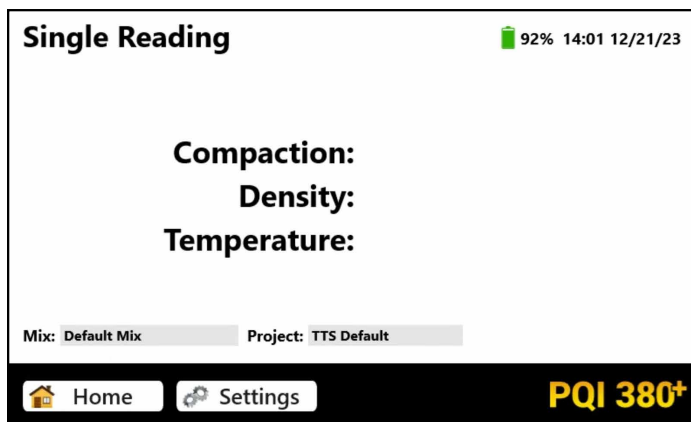 Single Reading
92% 14:01 12/21/23
Compaction:
Density:
Temperature:
Mix: Default Mix Project: TTS Default
Home Settings PQI 380+